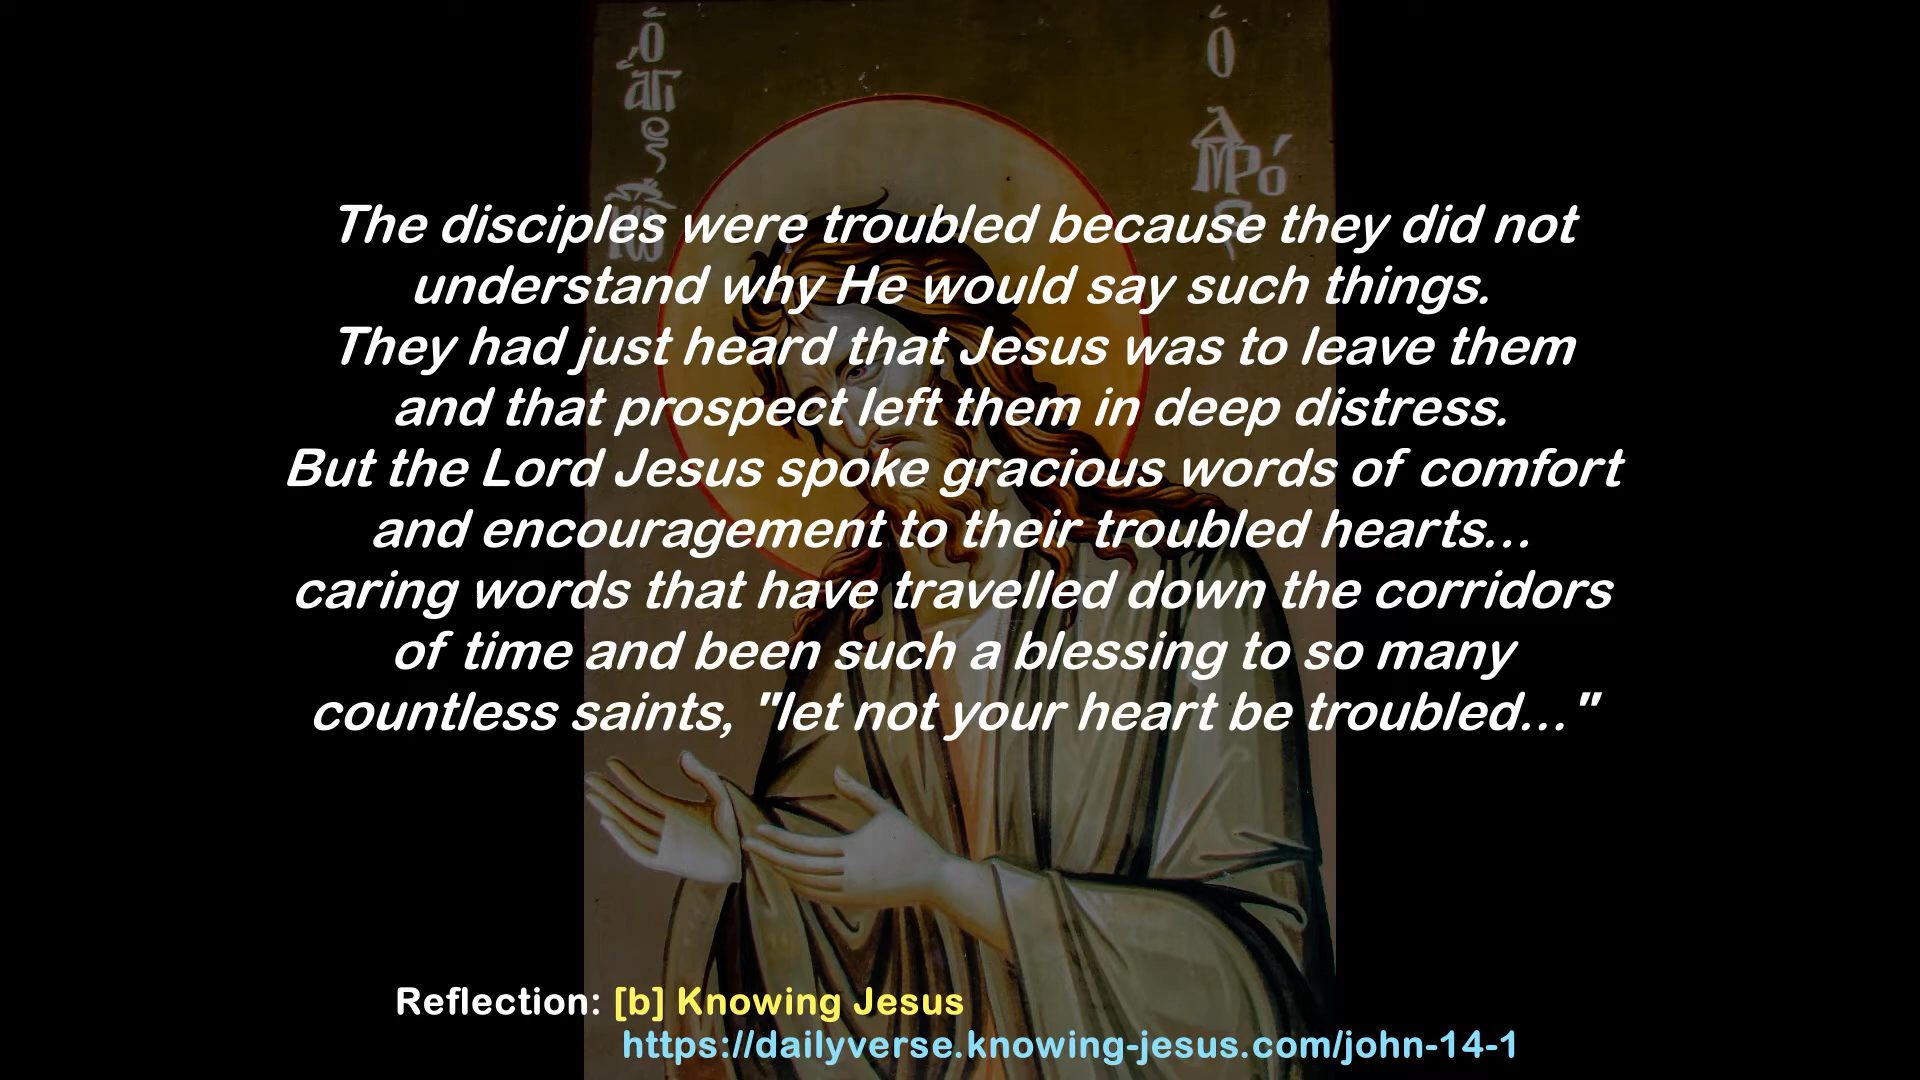 ὁ
ἅγι
ος
Ἰω
ὁ
Πρό
The disciples were troubled because they did not
understand why He would say such things.
They had just heard that Jesus was to leave them
and that prospect left them in deep distress.
But the Lord Jesus spoke gracious words of comfort
and encouragement to their troubled hearts...
caring words that have travelled down the corridors
of time and been such a blessing to so many
countless saints, "let not your heart be troubled..."
Reflection: [b] Knowing Jesus
https://dailyverse.knowing-jesus.com/john-14-1